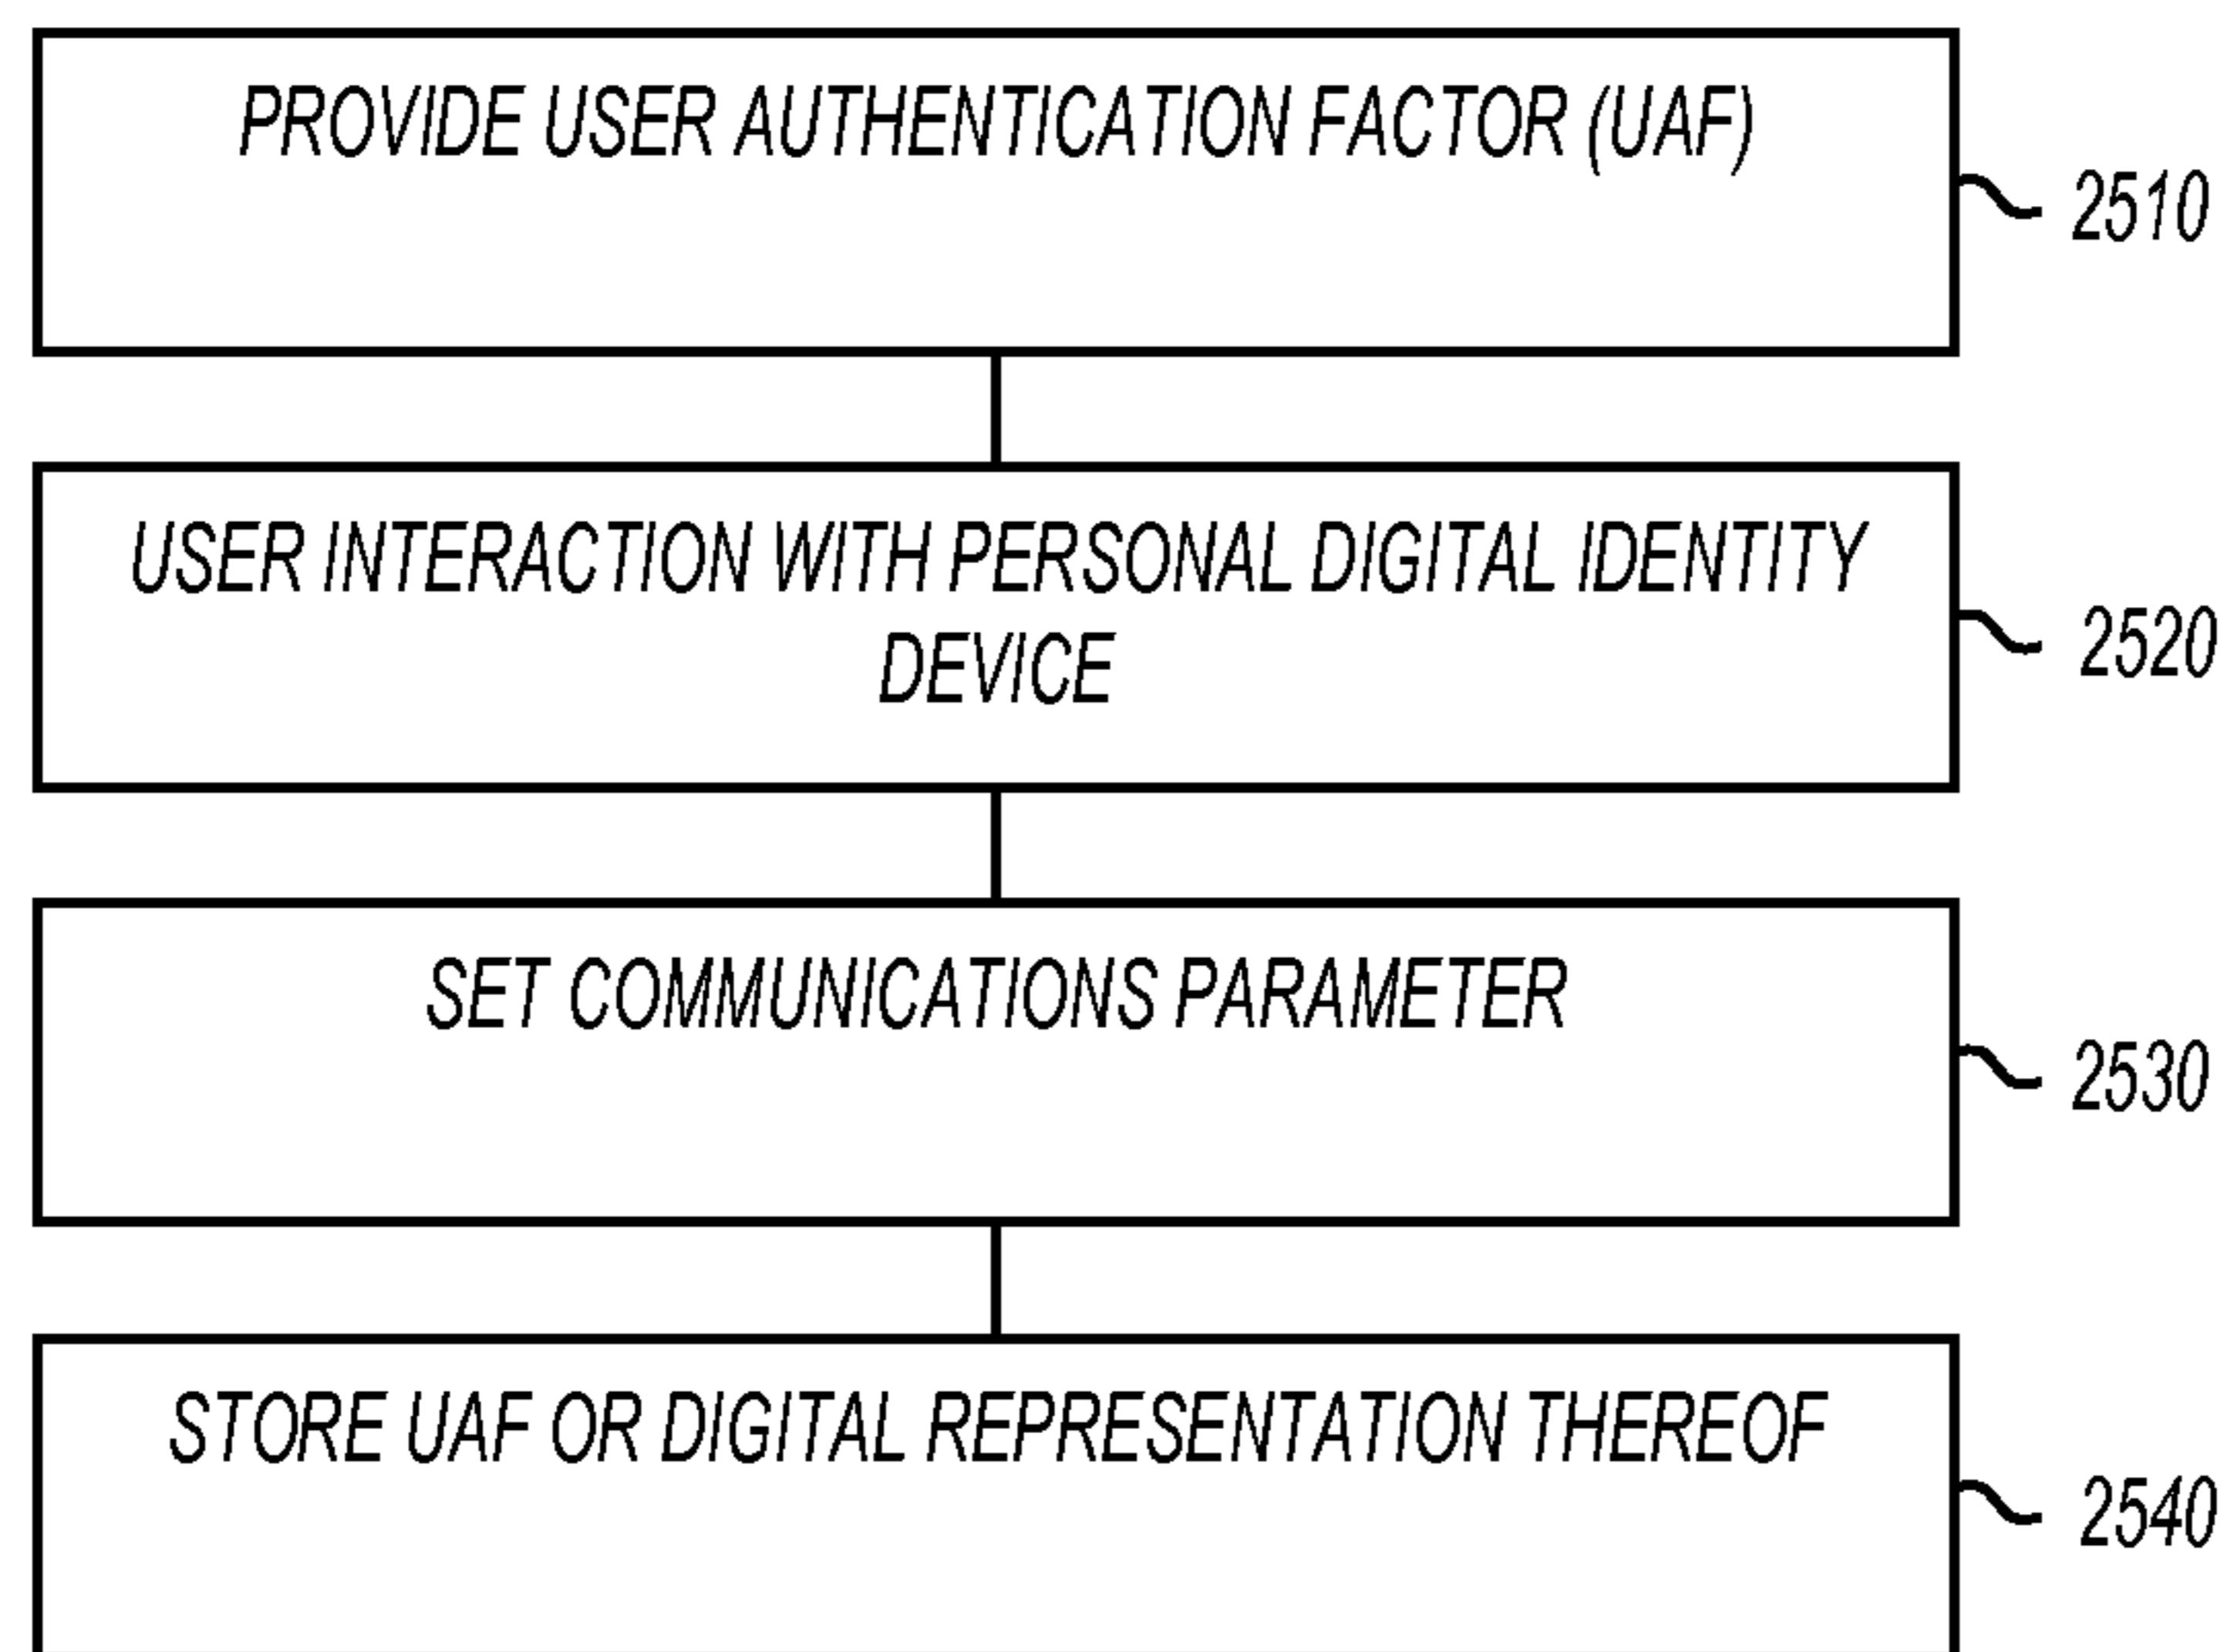 PROVIDE USER AUTHENTICATION FACTOR (UAF)
2510
USER INTERACTION WITH PERSONAL DIGITAL IDENTITY
DEVICE
2520
SET COMMUNICATIONS PARAMETER
2530
STORE UAF OR DIGITAL REPRESENTATION THEREOF
2540